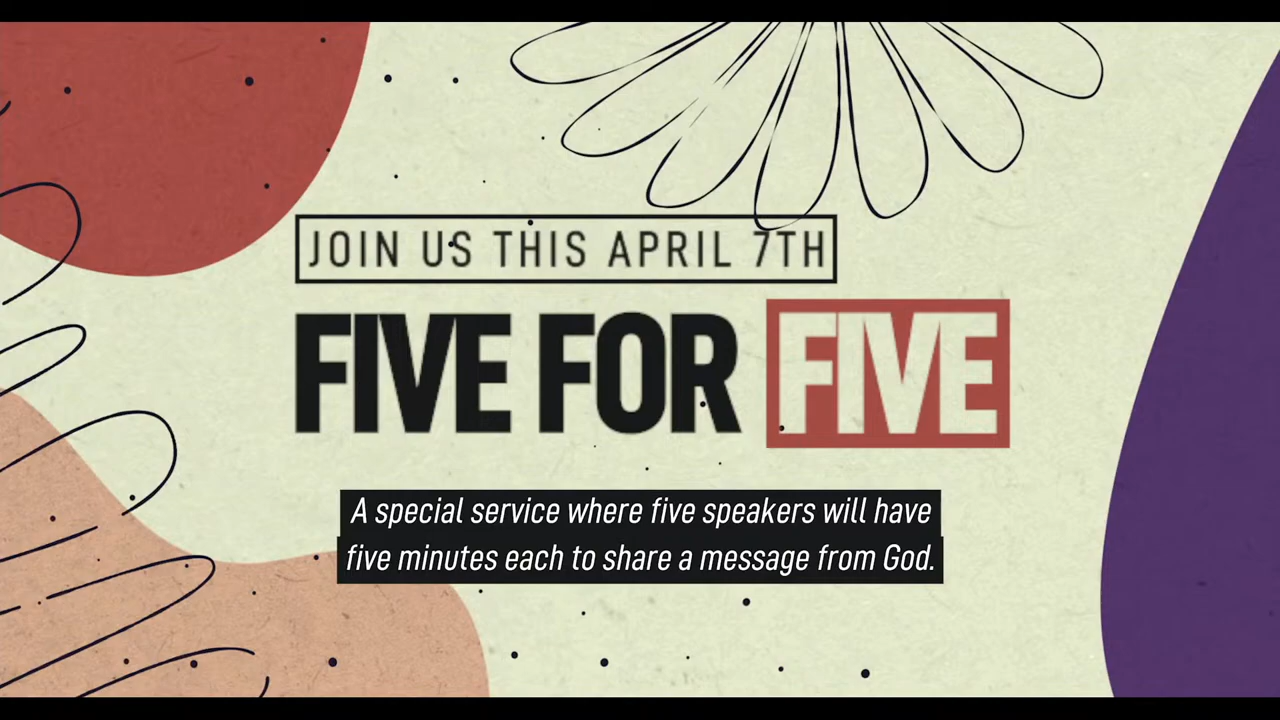 JOIN US THIS APRIL 7TH
FIVE FOR FIVE
A special service where five speakers will have
five minutes each to share a message from God.